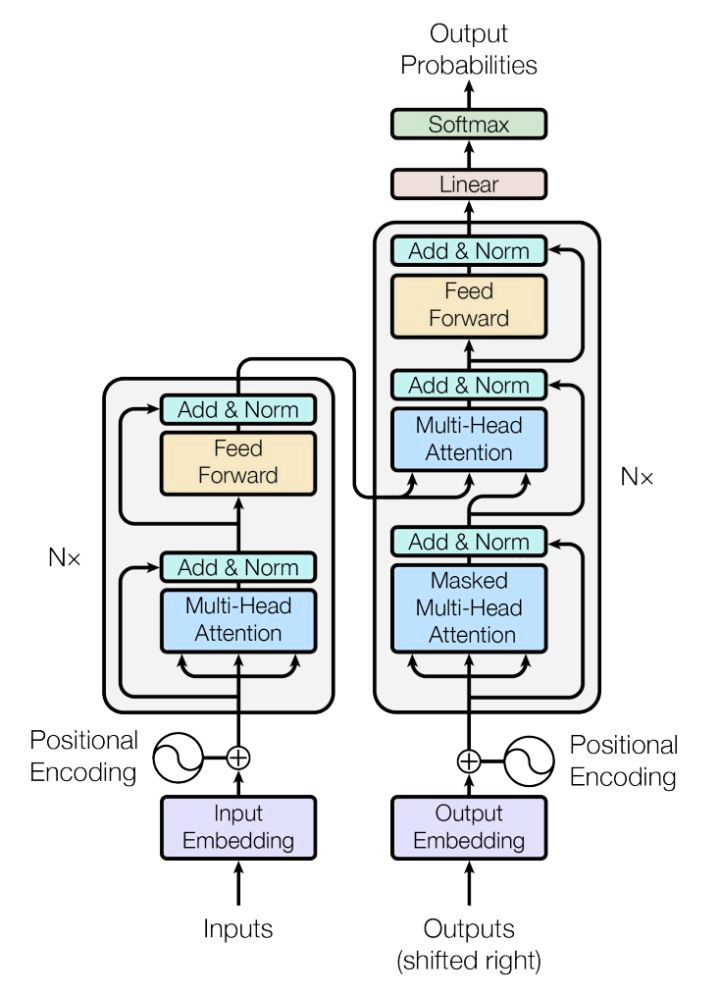 Output
Probabilities
Softmax
Linear
Add & Norm
Feed
Forward
Add & Norm
Multi-Head
Attention
Add & Norm
Masked
Multi-Head
Attention
N×
Add & Norm
Feed
Forward
Add & Norm
Multi-Head
Attention
N×
Positional
Encoding
Positional
Encoding
Input
Embedding
Output
Embedding
Inputs
Outputs
(shifted right)